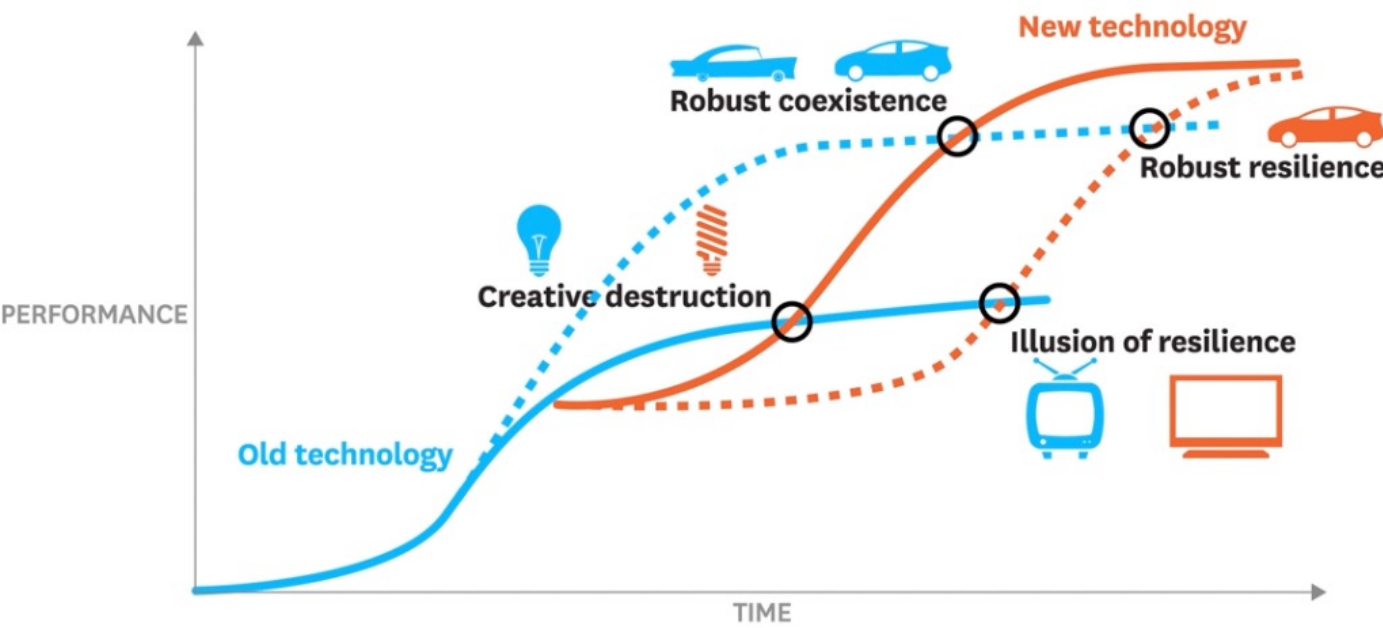 New technology
Robust coexistence
Robust resilience
Creative destruction
PERFORMANCE
Illusion of resilience
Old technology
TIME